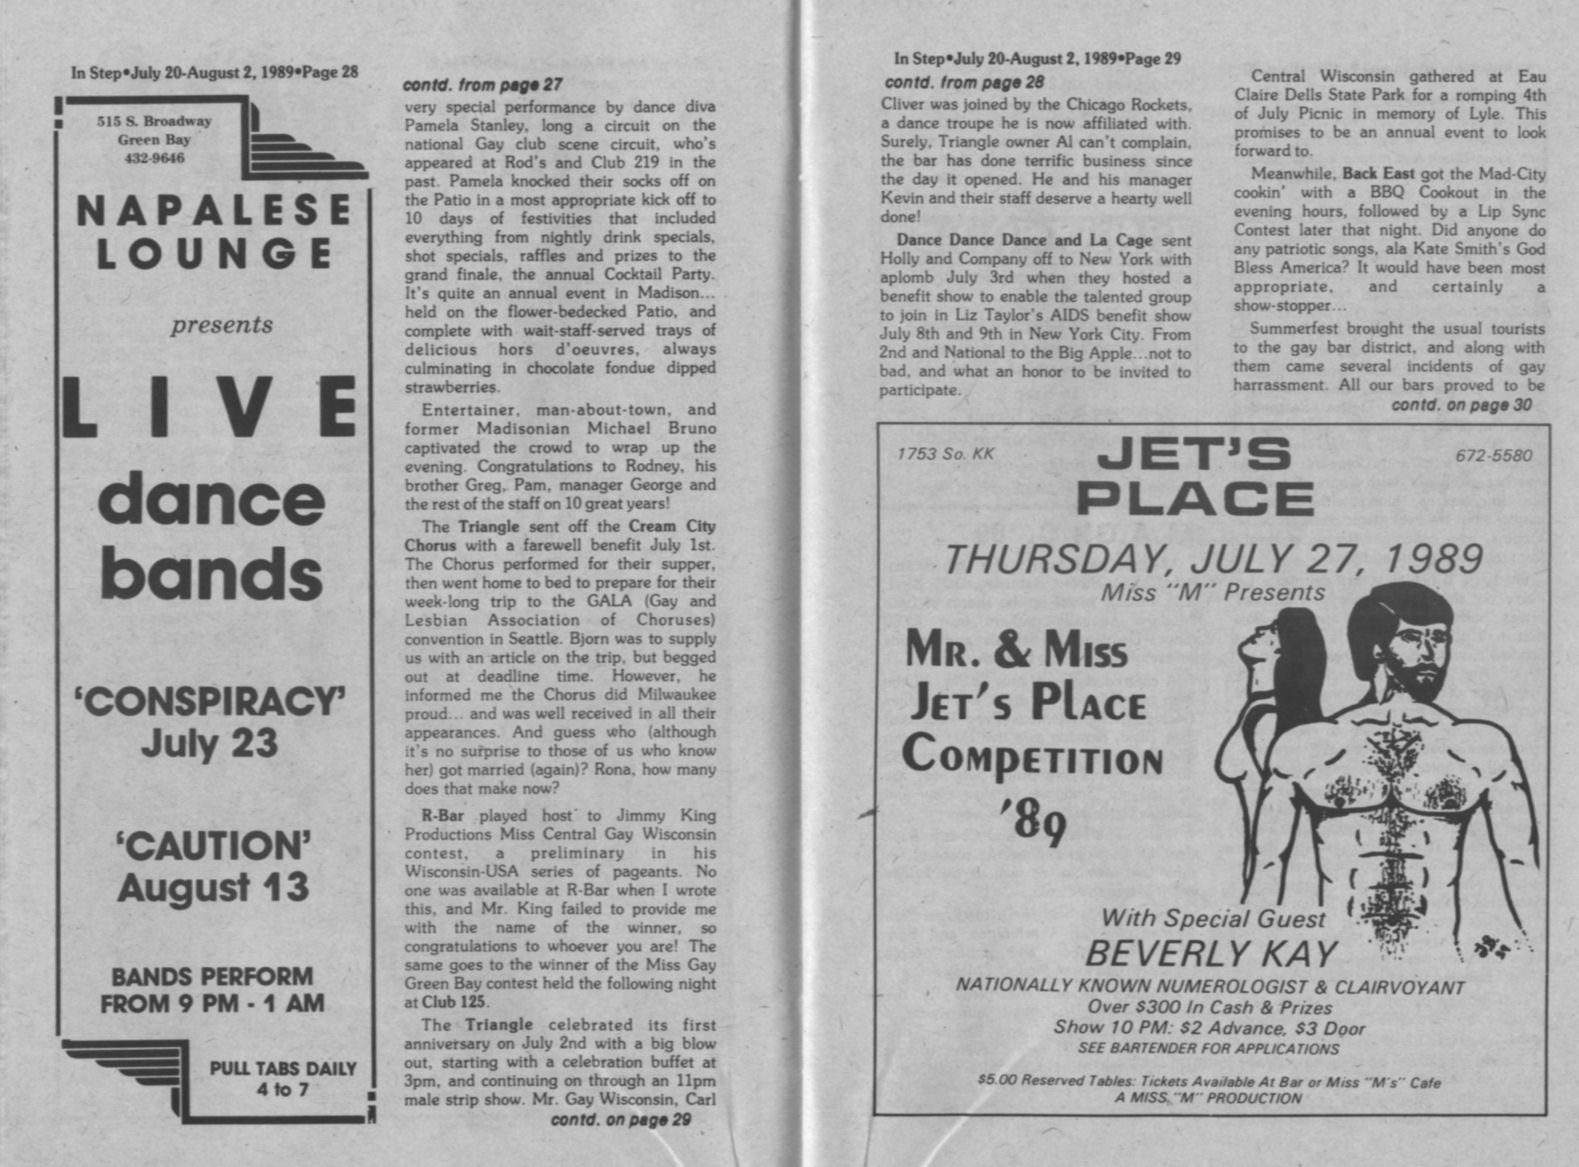 In Step•July 20-August 2, 1989•Page 28
515 S. Broadway
Green Bay
432-9646
NAPALESE
LOUNGE
presents
LIVE
dance
bands
'CONSPIRACY'
July 23
'CAUTION'
August 13
BANDS PERFORM
FROM 9 PM - 1 AM
PULL TABS DAILY
4 to 7
contd. from page 27
very special performance by dance diva
Pamela Stanley, long a circuit on the
national Gay club scene circuit, who's
appeared at Rod's and Club 219 in the
past. Pamela knocked their socks off on
the Patio in a most appropriate kick off to
10 days of festivities that included
everything from nightly drink specials,
shot specials, raffles and prizes to the
grand finale, the annual Cocktail Party.
It's quite an annual event in Madison...
held on the flower-bedecked Patio, and
complete with wait-staff-served trays of
delicious hors d'oeuvres, always
culminating in chocolate fondue dipped
strawberries.
Entertainer, man-about-town, and
former Madisonian Michael Bruno
captivated the crowd to wrap up the
evening. Congratulations to Rodney, his
brother Greg, Pam, manager George and
the rest of the staff on 10 great years!
The Triangle sent off the Cream City
Chorus with a farewell benefit July 1st.
The Chorus performed for their supper,
then went home to bed to prepare for their
week-long trip to the GALA (Gay and
Lesbian Association of Choruses)
convention in Seattle. Bjorn was to supply
us with an article on the trip, but begged
out at deadline time. However, he
informed me the Chorus did Milwaukee
proud... and was well received in all their
appearances. And guess who (although
it's no surprise to those of us who know
her) got married (again)? Rona, how many
does that make now?
R-Bar played host to Jimmy King
Productions Miss Central Gay Wisconsin
contest, a preliminary in his
Wisconsin-USA series of pageants. No
one was available at R-Bar when I wrote
this, and Mr. King failed to provide me
with the name of the winner, so
congratulations to whoever you are! The
same goes to the winner of the Miss Gay
Green Bay contest held the following night
at Club 125.
The Triangle celebrated its first
anniversary on July 2nd with a big blow
out, starting with a celebration buffet at
3pm, and continuing on through an 11pm
male strip show. Mr. Gay Wisconsin, Carl
contd. on page 29
In Step•July 20-August 2, 1989•Page 29
contd. from page 28
Cliver was joined by the Chicago Rockets,
a dance troupe he is now affiliated with.
Surely, Triangle owner Al can't complain,
the bar has done terrific business since
the day it opened. He and his manager
Kevin and their staff deserve a hearty well
done!
Dance Dance Dance and La Cage sent
Holly and Company off to New York with
aplomb July 3rd when they hosted a
benefit show to enable the talented group
to join in Liz Taylor's AIDS benefit show
July 8th and 9th in New York City. From
2nd and National to the Big Apple...not to
bad, and what an honor to be invited to
participate.
Central Wisconsin gathered at Eau
Claire Dells State Park for a romping 4th
of July Picnic in memory of Lyle. This
promises to be an annual event to look
forward to.
Meanwhile, Back East got the Mad-City
cookin' with a BBQ Cookout in the
evening hours, followed by a Lip Sync
Contest later that night. Did anyone do
any patriotic songs, ala Kate Smith's God
Bless America? It would have been most
appropriate, and certainly a
show-stopper...
Summerfest brought the usual tourists
to the gay bar district, and along with
them came several incidents of gay
harrassment. All our bars proved to be
contd. on page 30
1753 So. KK
JET'S
PLACE
672-5580
THURSDAY, JULY 27, 1989
Miss "M" Presents
MR. & MISS
JET'S PLACE
COMPETITION
'89
With Special Guest
BEVERLY KAY
NATIONALLY KNOWN NUMEROLOGIST & CLAIRVOYANT
Over $300 In Cash & Prizes
Show 10 PM: $2 Advance, $3 Door
SEE BARTENDER FOR APPLICATIONS
$5.00 Reserved Tables: Tickets Available At Bar or Miss "M's" Cafe
A MISS "M" PRODUCTION